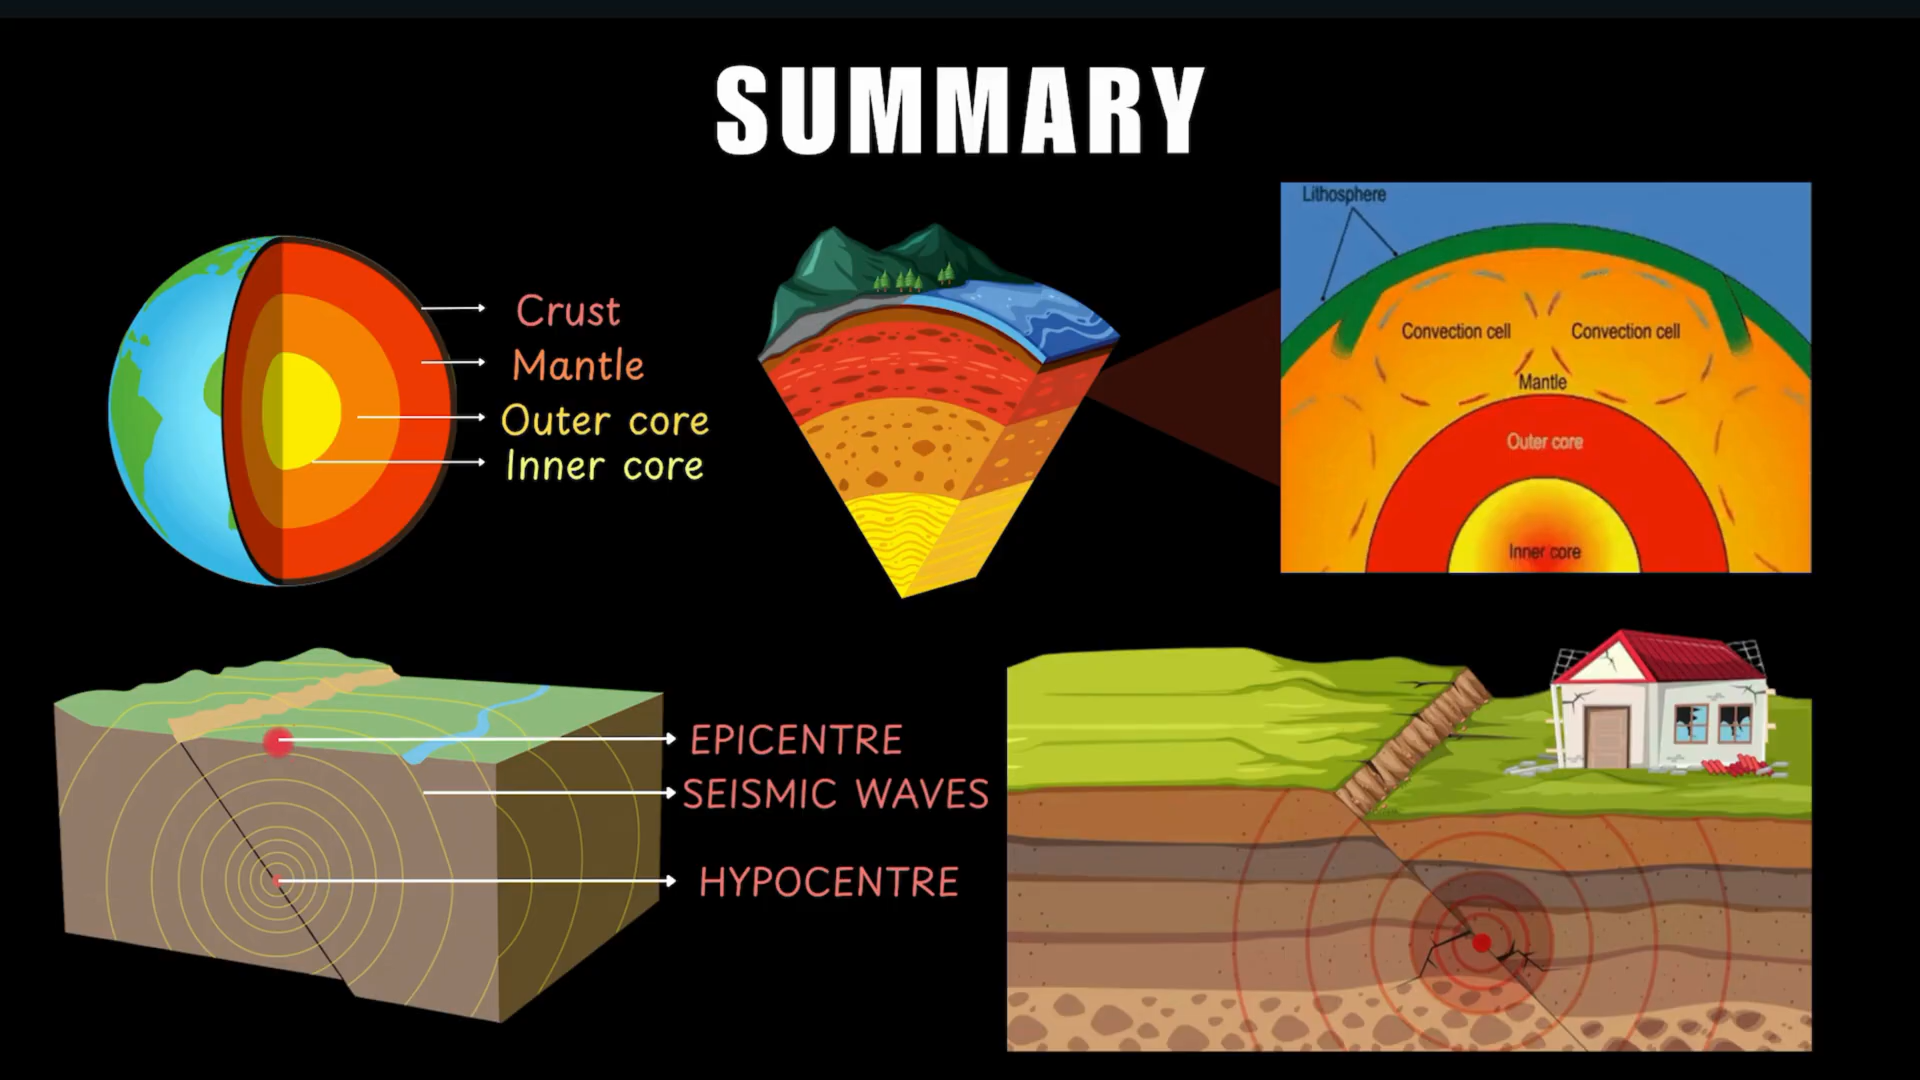 SUMMARY
Crust
Mantle
Outer core
Inner core
Lithosphere
Convection cell
Convection cell
Mantle
Outer core
Inner core
EPICENTRE
SEISMIC WAVES
HYPOCENTRE